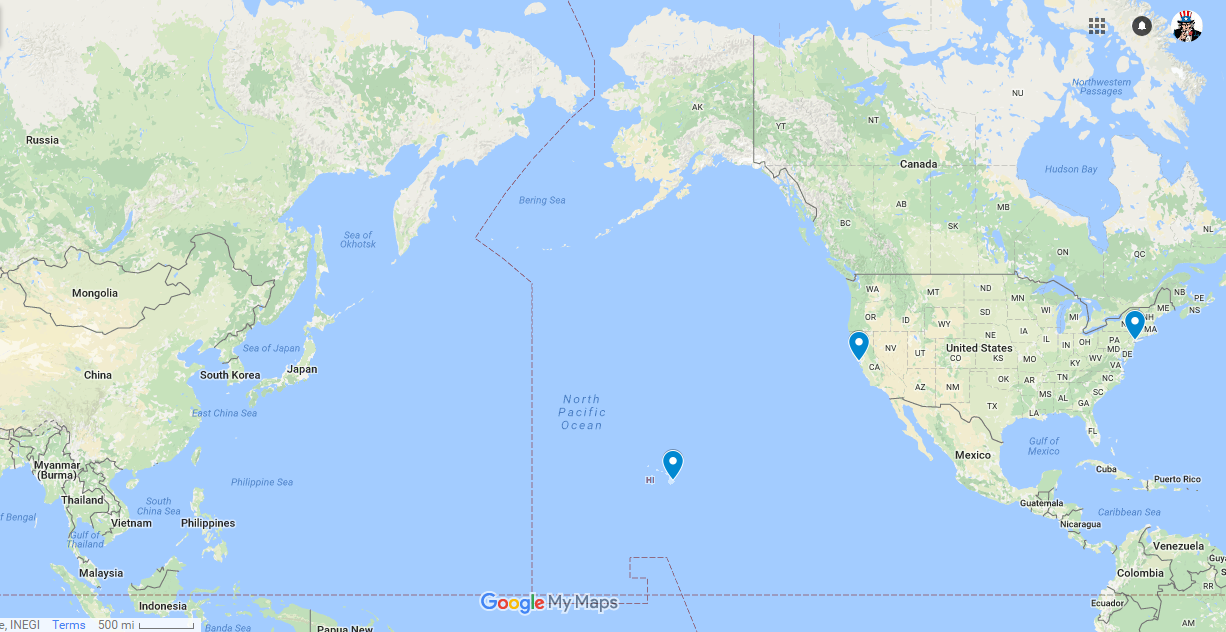 Northwestern
Passages
NU
AK
NT
YT
Russia
Canada
Hudson Bay
AB
MB
Bering Sea
BC
SK
NL
Sea of
Okhotsk
ON
QC
Mongolia
WA
MT
ND
MN
NB
PE
ME
NS
OR
ID
SD
WI
MI
NH
WY
MA
NE
IA
IL
IN
OH
PA
NV
UT
United States
CO
KS
MO
MD
DE
WV
VA
KY
Sea of Japan
China
South Korea
Japan
CA
AZ
NM
OK
AR
TN
NC
SC
MS
AL
GA
TX
LA
FL
East China Sea
North
Pacific
Ocean
Gulf of
Mexico
Mexico
Myanmar
(Burma)
Cuba
Puerto Rico
HI
Philippine Sea
Thailand
South
China Sea
Guatemala
Caribbean Sea
f Bengal
Vietnam
Philippines
Nicaragua
Gulf of
Thailand
Venezuela
Guy
Malaysia
Colombia
S
RR
Indonesia
Google My Maps
Ecuador
e, INEGI Terms 500 mi
Banda Sea
Papua New
AM